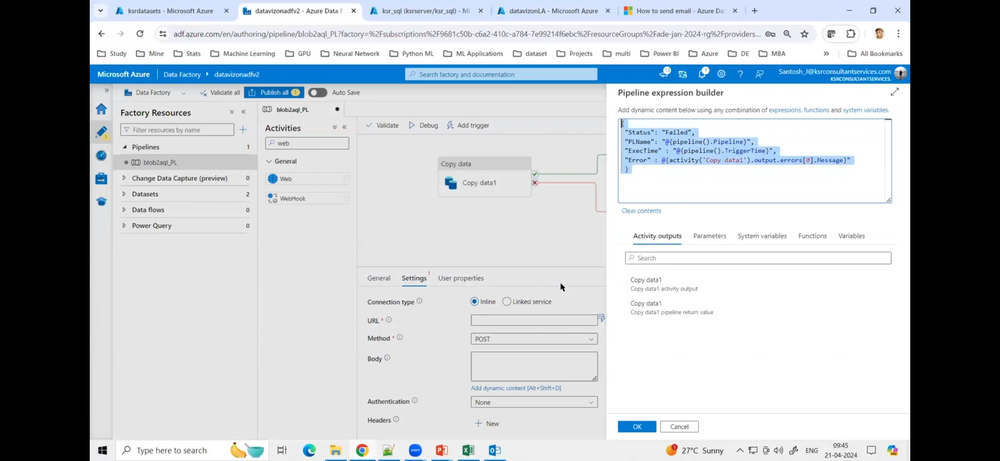 ksrdatasets - Microsoft Azure
datavizonadfv2 - Azure Data F
ksr_sql (ksrserver/ksr_sql) - Mi
datavizonLA - Microsoft Azure
How to send email - Azure Dat
adf.azure.com/en/authoring/pipeline/blob2aql_PL?factory=%2Fsubscriptions%2F9681c50b-c6a2-410c-a784-7e99214f6ebc%2FresourceGroups%2Fade-jan-2024-rg%2Fproviders...
Study
Mine
Stats
Machine Learning
GPU
Neural Network
Python ML
ML Applications
dataset
Projects
multi
Power BI
Azure
DE
MBA
All Bookmarks
Microsoft Azure
Data Factory
datavizonadfv2
Search factory and documentation
13
7
Santosh_J@ksrconsultantservices.com
KSRCONSULTANTSERVICES.
Data Factory
Validate all
Publish all 1
Auto Save
Factory Resources
Filter resources by name
Pipelines 1
blob2aql_PL
Change Data Capture (preview) 0
Datasets 2
Data flows 0
Power Query 0
1
blob2aql_PL
Activities
web
General
Web
WebHook
Validate
Debug
Add trigger
Copy data
Copy data1
General
Settings 1
User properties
Connection type
Inline
Linked service
URL *
Method *
POST
Body
Add dynamic content [Alt+Shift+D]
Authentication
None
Headers
+ New
Pipeline expression builder
Add dynamic content below using any combination of expressions, functions and system variables.
{
"Status": "Failed",
"PLName": "@{pipeline().Pipeline}",
"ExecTime" : "@{pipeline().TriggerTime}",
"Error" : @{activity('Copy data1').output.errors[0].Message}"
}
Clear contents
Activity outputs
Parameters
System variables
Functions
Variables
Search
Copy data1
Copy data1 activity output
Copy data1
Copy data1 pipeline return value
OK
Cancel
Type here to search
zoom
27°C Sunny
ENG
09:45
21-04-2024